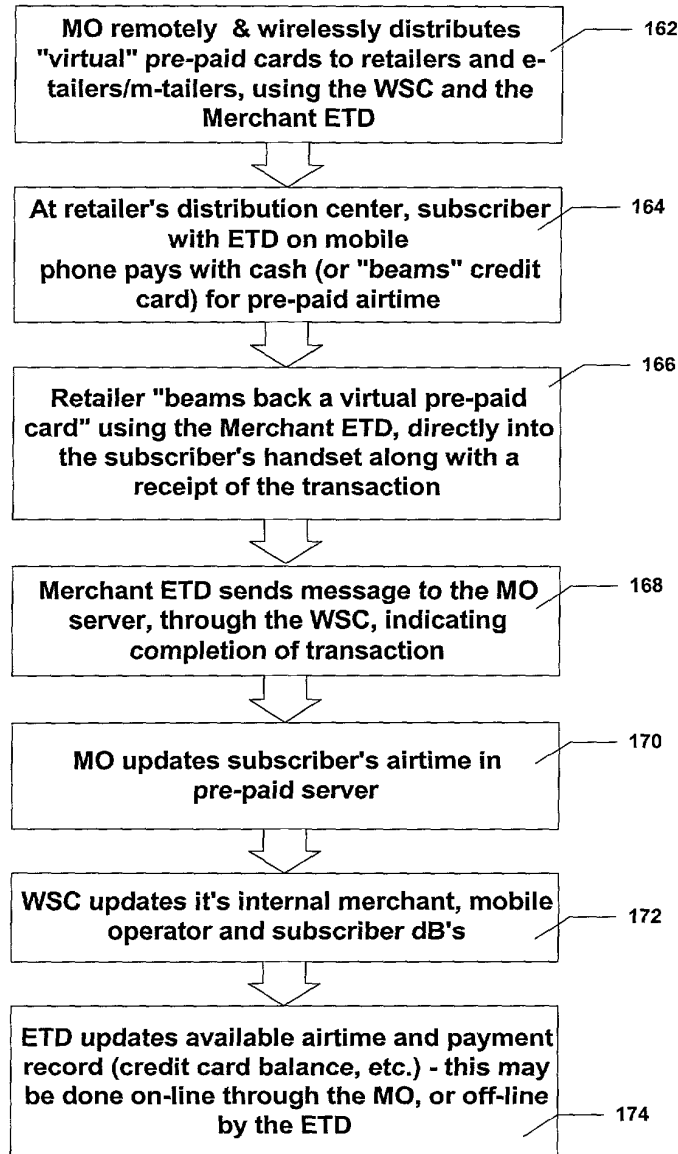 MO remotely & wirelessly distributes
"virtual" pre-paid cards to retailers and e-
tailers/m-tailers, using the WSC and the
Merchant ETD
162
At retailer's distribution center, subscriber
with ETD on mobile
phone pays with cash (or "beams" credit
card) for pre-paid airtime
164
Retailer "beams back a virtual pre-paid
card" using the Merchant ETD, directly into
the subscriber's handset along with a
receipt of the transaction
166
Merchant ETD sends message to the MO
server, through the WSC, indicating
completion of transaction
168
MO updates subscriber's airtime in
pre-paid server
170
WSC updates it's internal merchant, mobile
operator and subscriber dB's
172
ETD updates available airtime and payment
record (credit card balance, etc.) - this may
be done on-line through the MO, or off-line
by the ETD
174